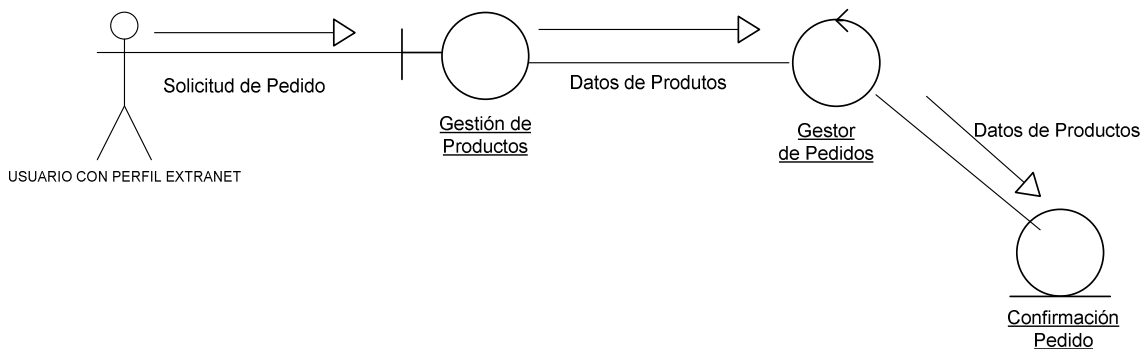 Solicitud de Pedido
Datos de Produtos
Gestión de
Productos
Gestor
de Pedidos
Datos de Productos
USUARIO CON PERFIL EXTRANET
Confirmación
Pedido